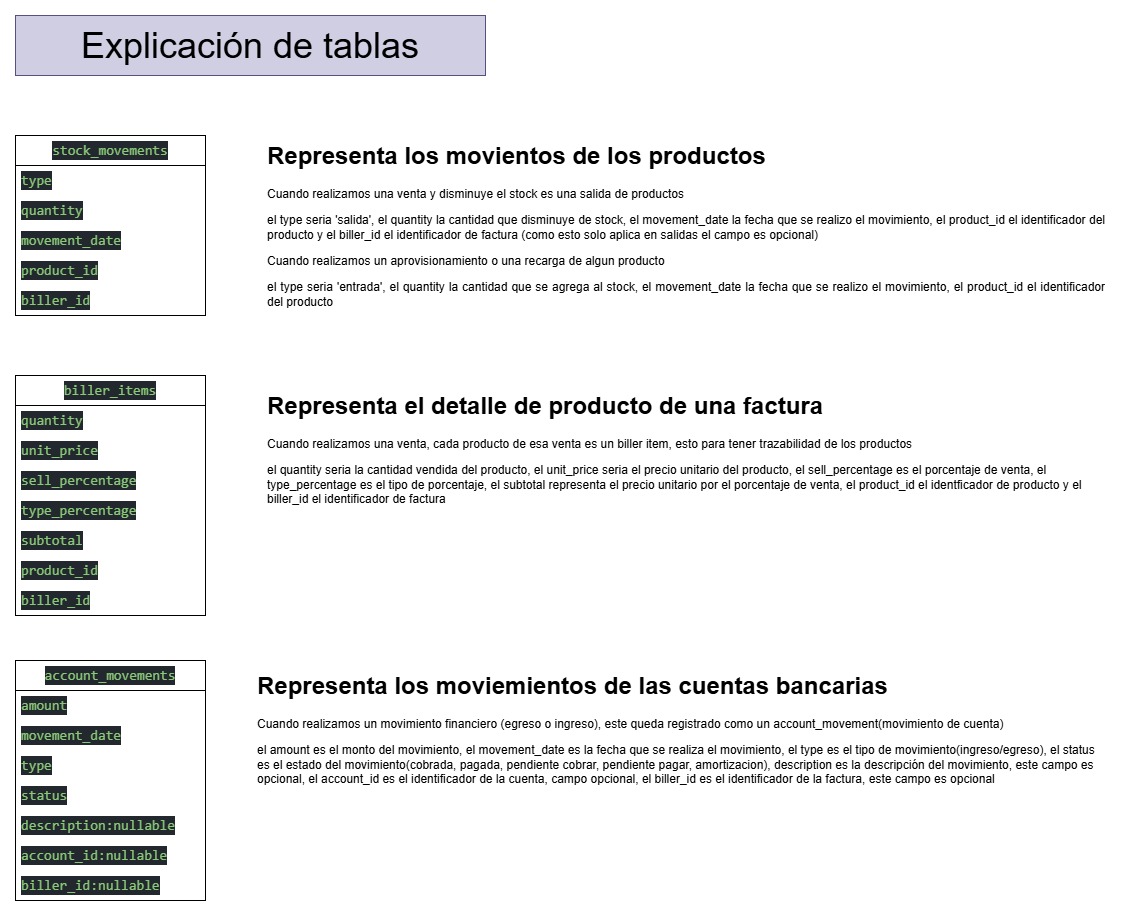 Explicación de tablas
stock_movements
type
quantity
movement_date
product_id
biller_id
Representa los movientos de los productos
Cuando realizamos una venta y disminuye el stock es una salida de productos
el type seria 'salida', el quantity la cantidad que disminuye de stock, el movement_date la fecha que se realizo el movimiento, el product_id el identificador del
producto y el biller_id el identificador de factura (como esto solo aplica en salidas el campo es opcional)
Cuando realizamos un aprovisionamiento o una recarga de algun producto
el type seria 'entrada', el quantity la cantidad que se agrega al stock, el movement_date la fecha que se realizo el movimiento, el product_id el identificador
del producto
biller_items
quantity
unit_price
sell_percentage
type_percentage
subtotal
product_id
biller_id
Representa el detalle de producto de una factura
Cuando realizamos una venta, cada producto de esa venta es un biller item, esto para tener trazabilidad de los productos
el quantity seria la cantidad vendida del producto, el unit_price seria el precio unitario del producto, el sell_percentage es el porcentaje de venta, el
type_percentage es el tipo de porcentaje, el subtotal representa el precio unitario por el porcentaje de venta, el product_id el identficador de producto y el
biller_id el identificador de factura
account_movements
amount
movement_date
type
status
description:nullable
account_id:nullable
biller_id:nullable
Representa los moviemientos de las cuentas bancarias
Cuando realizamos un movimiento financiero (egreso o ingreso), este queda registrado como un account_movement(movimiento de cuenta)
el amount es el monto del movimiento, el movement_date es la fecha que se realiza el movimiento, el type es el tipo de movimiento(ingreso/egreso), el status
es el estado del movimiento(cobrada, pagada, pendiente cobrar, pendiente pagar, amortizacion), description es la descripción del movimiento, este campo es
opcional, el account_id es el identificador de la cuenta, campo opcional, el biller_id es el identificador de la factura, este campo es opcional